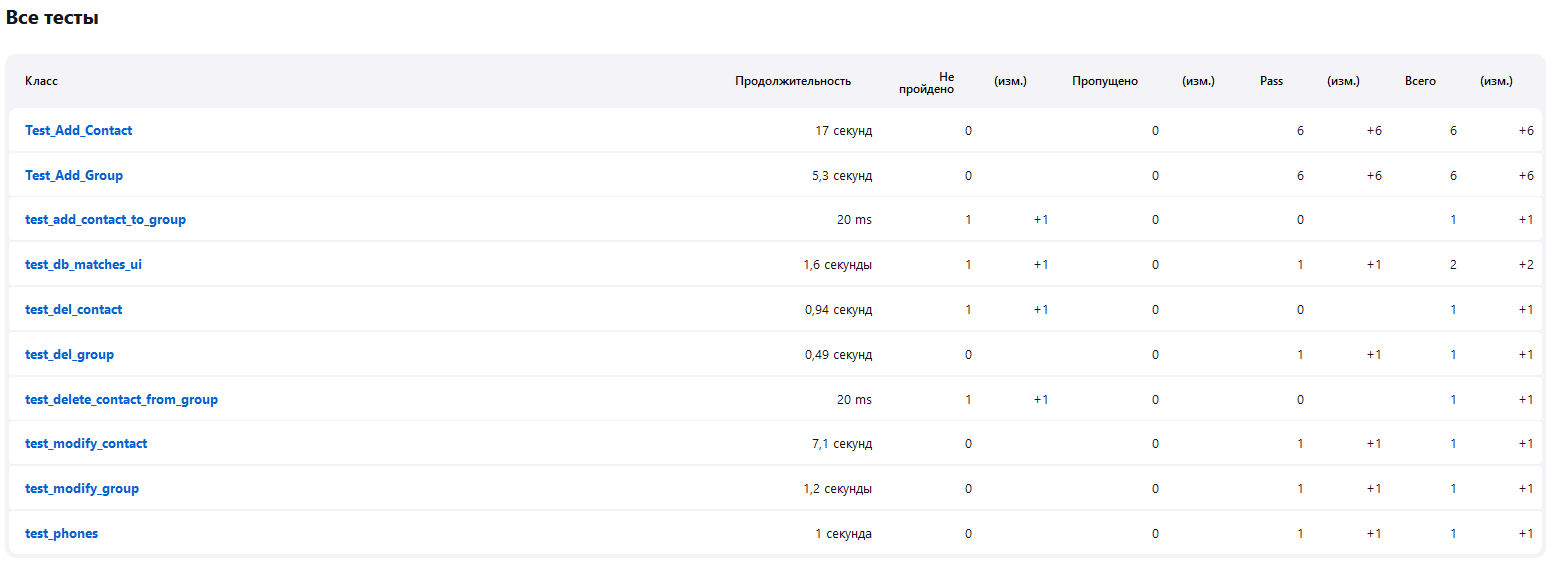 Все тесты
Класс Продолжительность Не пройдено (изм.) Пропущено (изм.) Pass (изм.) Всего (изм.)
Test_Add_Contact 17 секунд 0 0 6 +6 6 +6
Test_Add_Group 5,3 секунд 0 0 6 +6 6 +6
test_add_contact_to_group 20 ms 1 +1 0 0 1 +1
test_db_matches_ui 1,6 секунды 1 +1 0 1 +1 2 +2
test_del_contact 0,94 секунд 1 +1 0 0 1 +1
test_del_group 0,49 секунд 0 0 1 +1 1 +1
test_delete_contact_from_group 20 ms 1 +1 0 0 1 +1
test_modify_contact 7,1 секунд 0 0 1 +1 1 +1
test_modify_group 1,2 секунды 0 0 1 +1 1 +1
test_phones 1 секунда 0 0 1 +1 1 +1